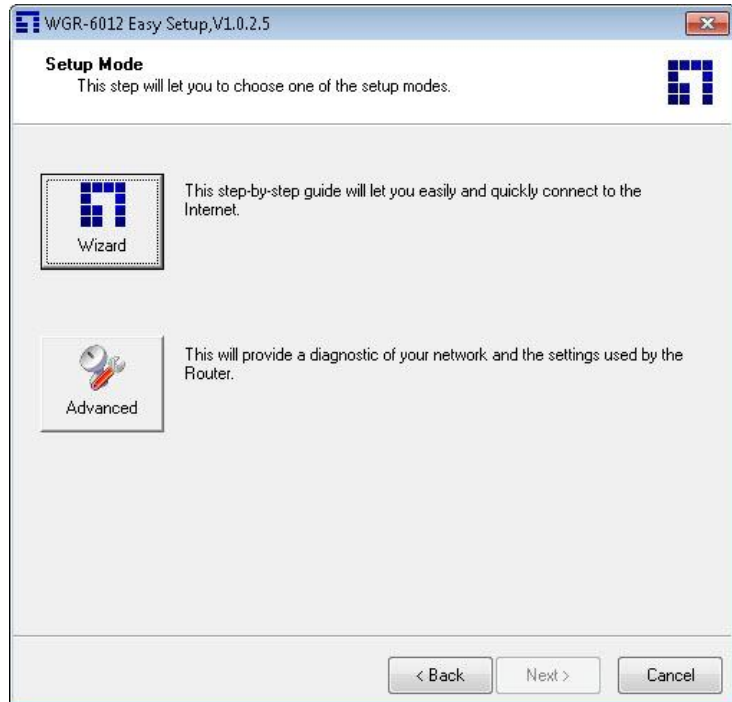 WGR-6012 Easy Setup,V1.0.2.5
Setup Mode
This step will let you to choose one of the setup modes.
Wizard
This step-by-step guide will let you easily and quickly connect to the
Internet.
Advanced
This will provide a diagnostic of your network and the settings used by the
Router.
< Back
Next >
Cancel